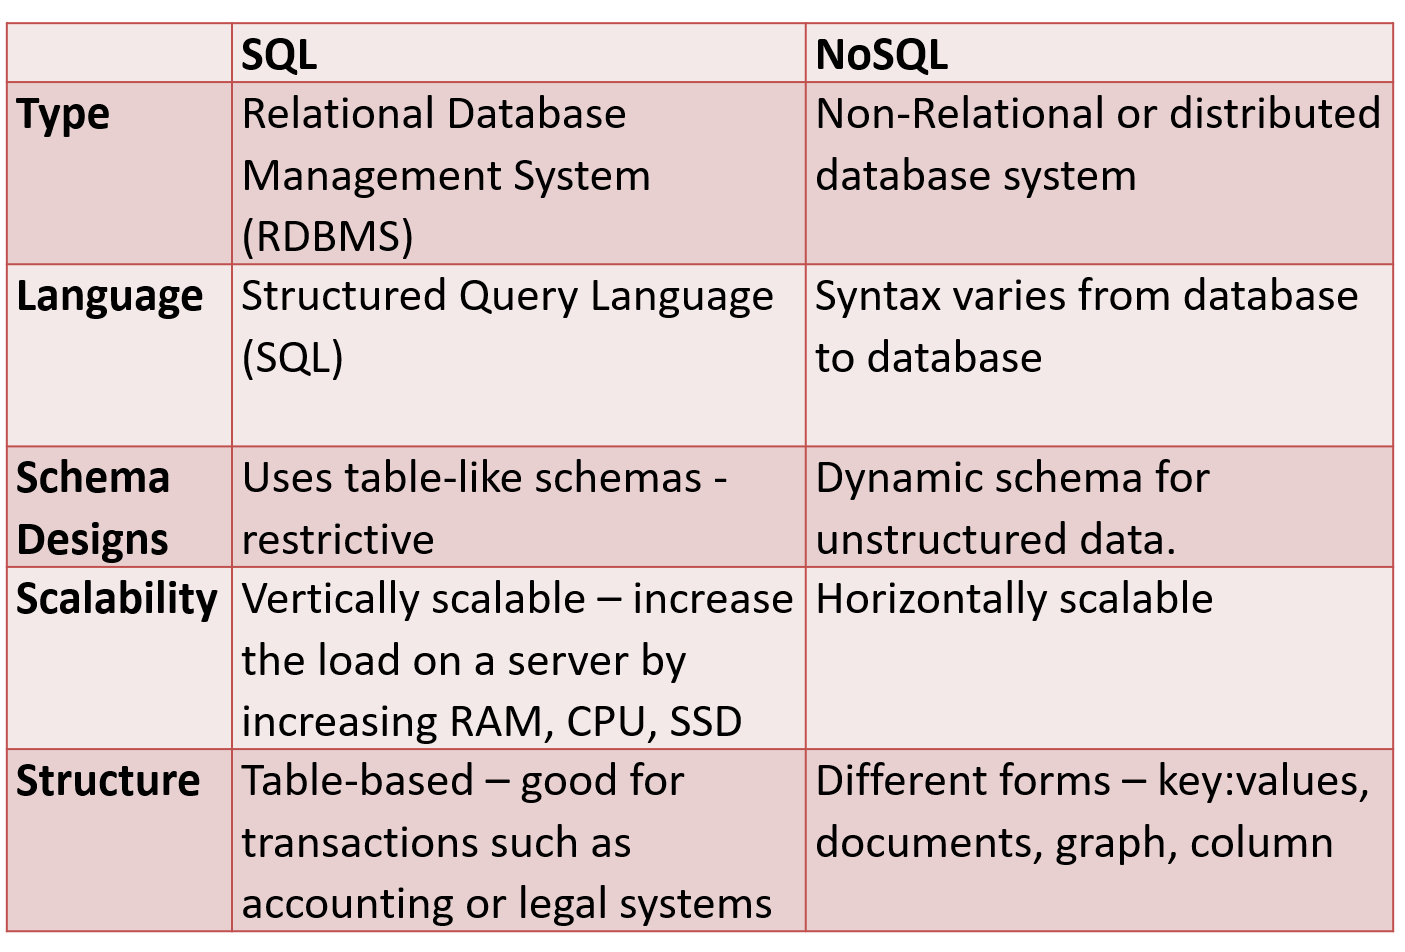 SQL
NoSQL
Type
Relational Database
Management System
(RDBMS)
Non-Relational or distributed
database system
Language
Structured Query Language
(SQL)
Syntax varies from database
to database
Schema
Designs
Uses table-like schemas -
restrictive
Dynamic schema for
unstructured data.
Scalability
Vertically scalable – increase
the load on a server by
increasing RAM, CPU, SSD
Horizontally scalable
Structure
Table-based – good for
transactions such as
accounting or legal systems
Different forms – key:values,
documents, graph, column